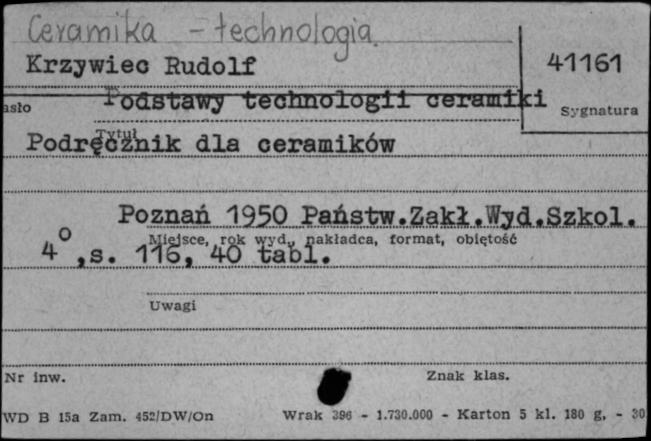 Ceramika - technologia
Krzywiec Rudolf
41161
asło
Podstawy technologii ceramiki
Sygnatura
Tytuł
Podręcznik dla ceramików
Poznań 1950 Państw.Zakł.Wyd.Szkol.
Miejsce, rok wyd., nakładca, format, objętość
4⁰,s. 116, 40 tabl.
Uwagi
Nr inw.
Znak klas.
WD B 15a Zam. 452/DW/On Wrak 396 - 1.730.000 - Karton 5 kl. 180 g, - 30